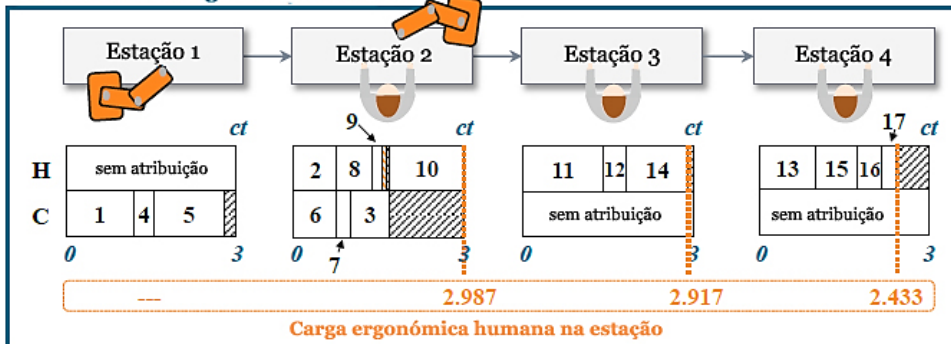 Estação 1
Estação 2
Estação 3
Estação 4
9
17
ct
ct
ct
ct
H
sem atribuição
2
8
10
11
12
14
13
15
16
C
1
4
5
6
3
sem atribuição
sem atribuição
0
3
0
7
3
0
3
0
3
---
2.987
2.917
2.433
Carga ergonómica humana na estação